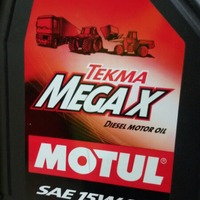 TEKMA
MEGA X
DIESEL MOTOR OIL
MOTUL
SAE 15W